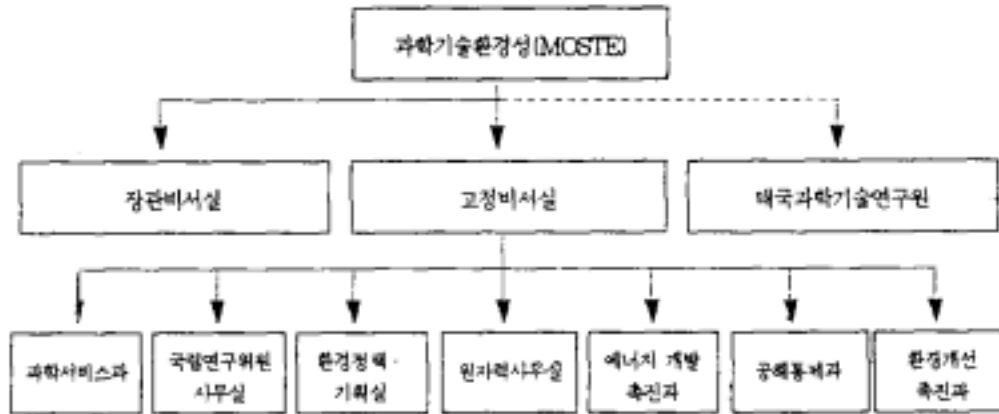 과학기술환경성(MOSTE)
장관비서실
고정비서실
태국과학기술연구원
과학서비스과
국립연구위원
사무실
환경정책·
기획실
원자력사무실
에너지 개발
촉진과
공해통제과
환경개선
촉진과